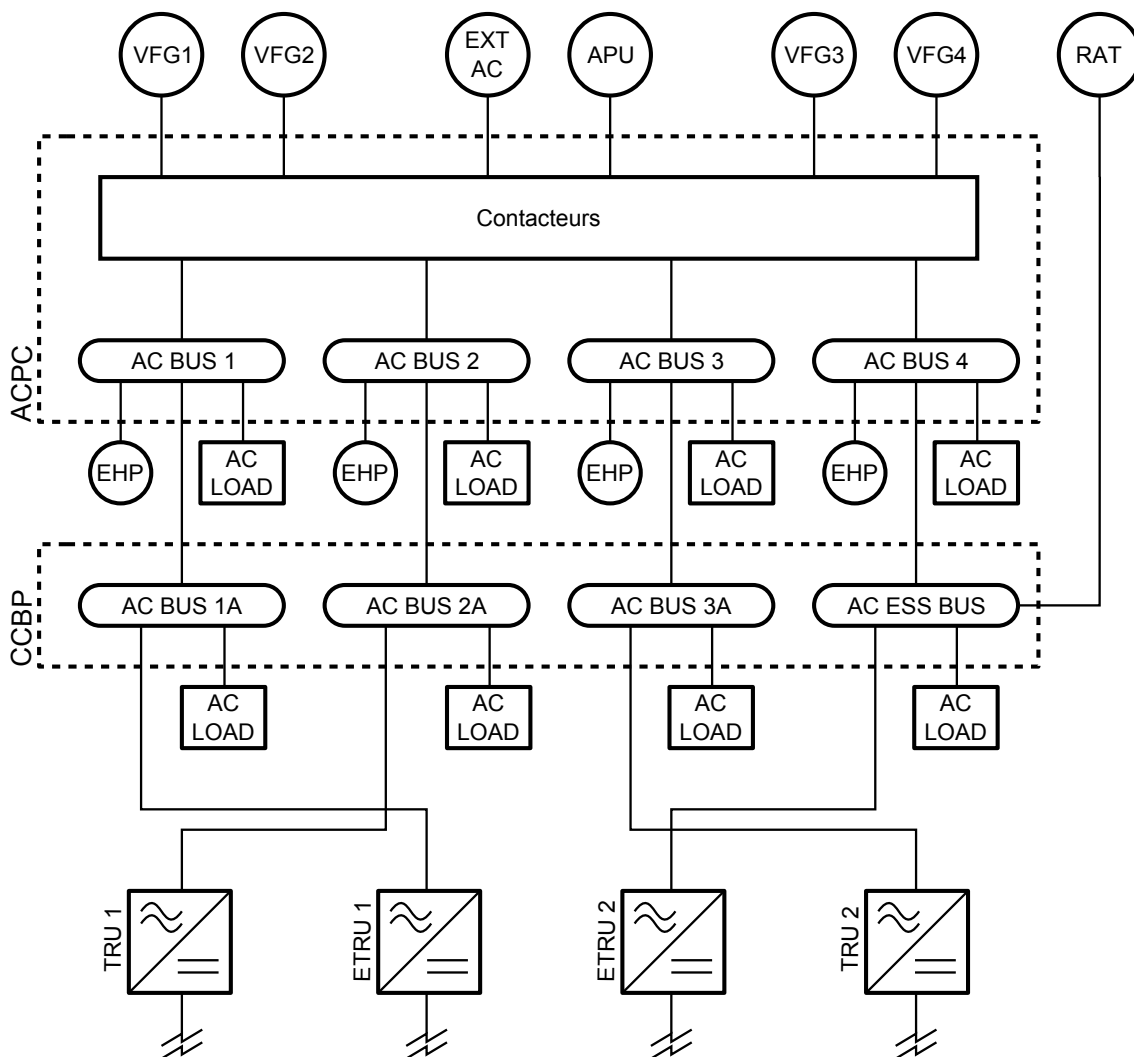 VFG1
VFG2
EXT
AC
APU
VFG3
VFG4
RAT
Contacteurs
ACPC
AC BUS 1
AC BUS 2
AC BUS 3
AC BUS 4
EHP
AC
LOAD
EHP
AC
LOAD
EHP
AC
LOAD
EHP
AC
LOAD
CCBP
AC BUS 1A
AC BUS 2A
AC BUS 3A
AC ESS BUS
AC
LOAD
AC
LOAD
AC
LOAD
AC
LOAD
TRU 1
ETRU 1
ETRU 2
TRU 2